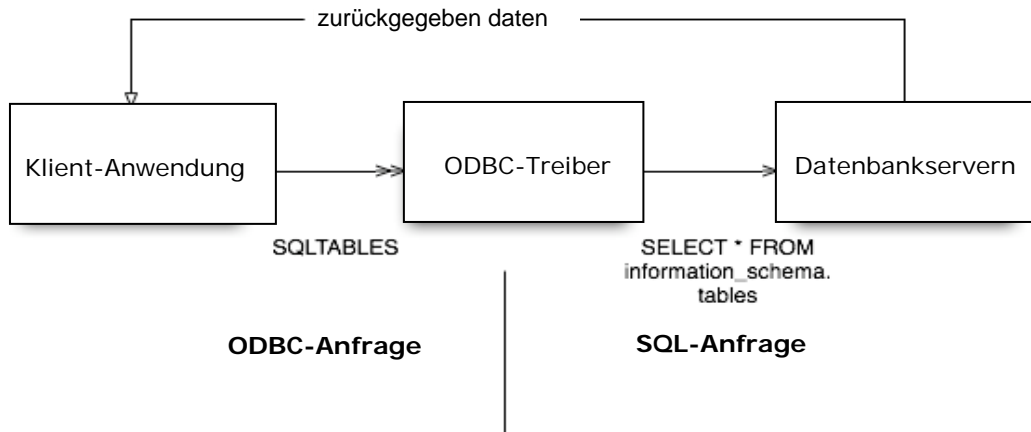 zurückgegeben daten
Klient-Anwendung
ODBC-Treiber
Datenbankservern
SQLTABLES
SELECT * FROM
information_schema.
tables
ODBC-Anfrage
SQL-Anfrage